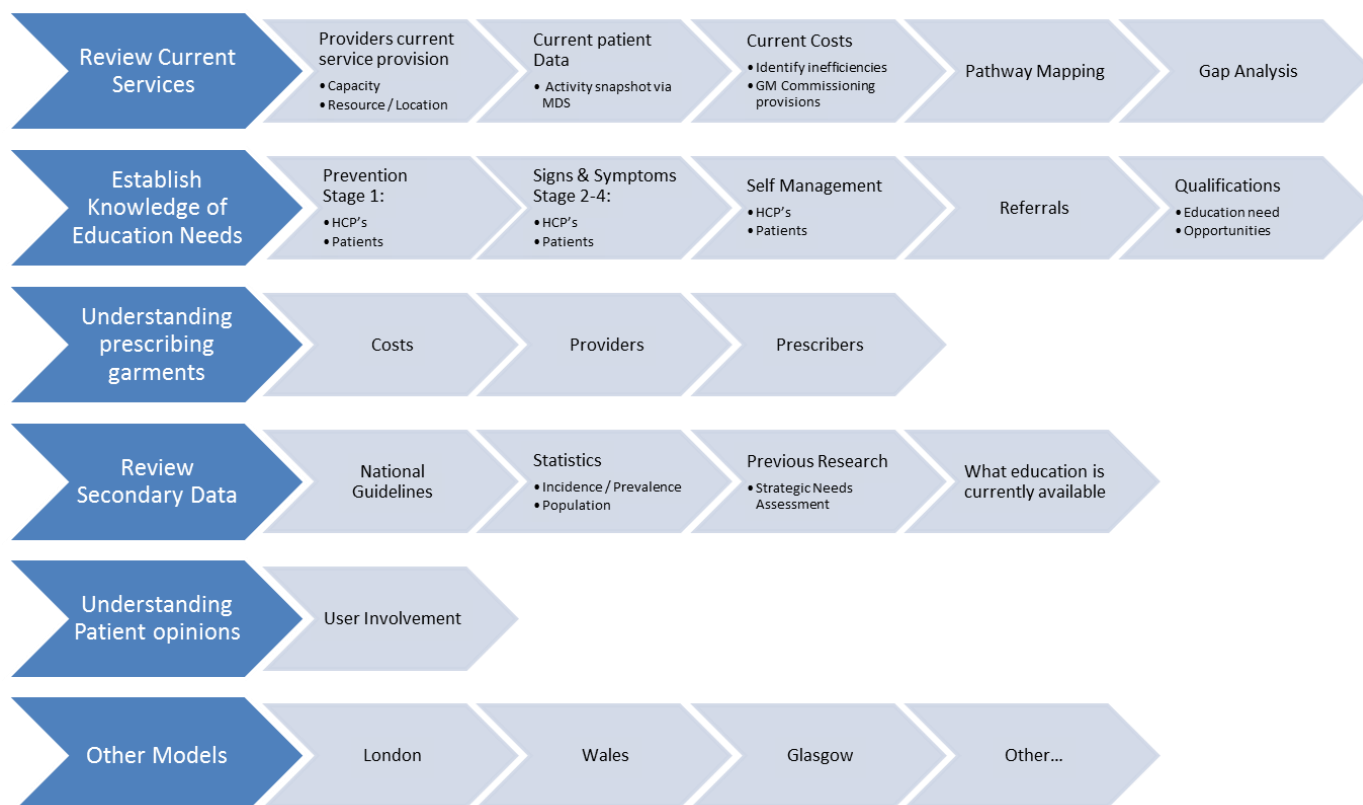 Review Current
Services
Providers current
service provision
• Capacity
• Resource / Location
Current patient
Data
• Activity snapshot via
MDS
Current Costs
• Identify inefficiencies
• GM Commissioning
provisions
Pathway Mapping
Gap Analysis
Establish
Knowledge of
Education Needs
Prevention
Stage 1:
• HCP's
• Patients
Signs & Symptoms
Stage 2-4:
• HCP's
• Patients
Self Management
• HCP's
• Patients
Referrals
Qualifications
• Education need
• Opportunities
Understanding
prescribing
garments
Costs
Providers
Prescribers
Review
Secondary Data
National
Guidelines
Statistics
• Incidence / Prevalence
• Population
Previous Research
• Strategic Needs
Assessment
What education is
currently available
Understanding
Patient opinions
User Involvement
Other Models
London
Wales
Glasgow
Other…